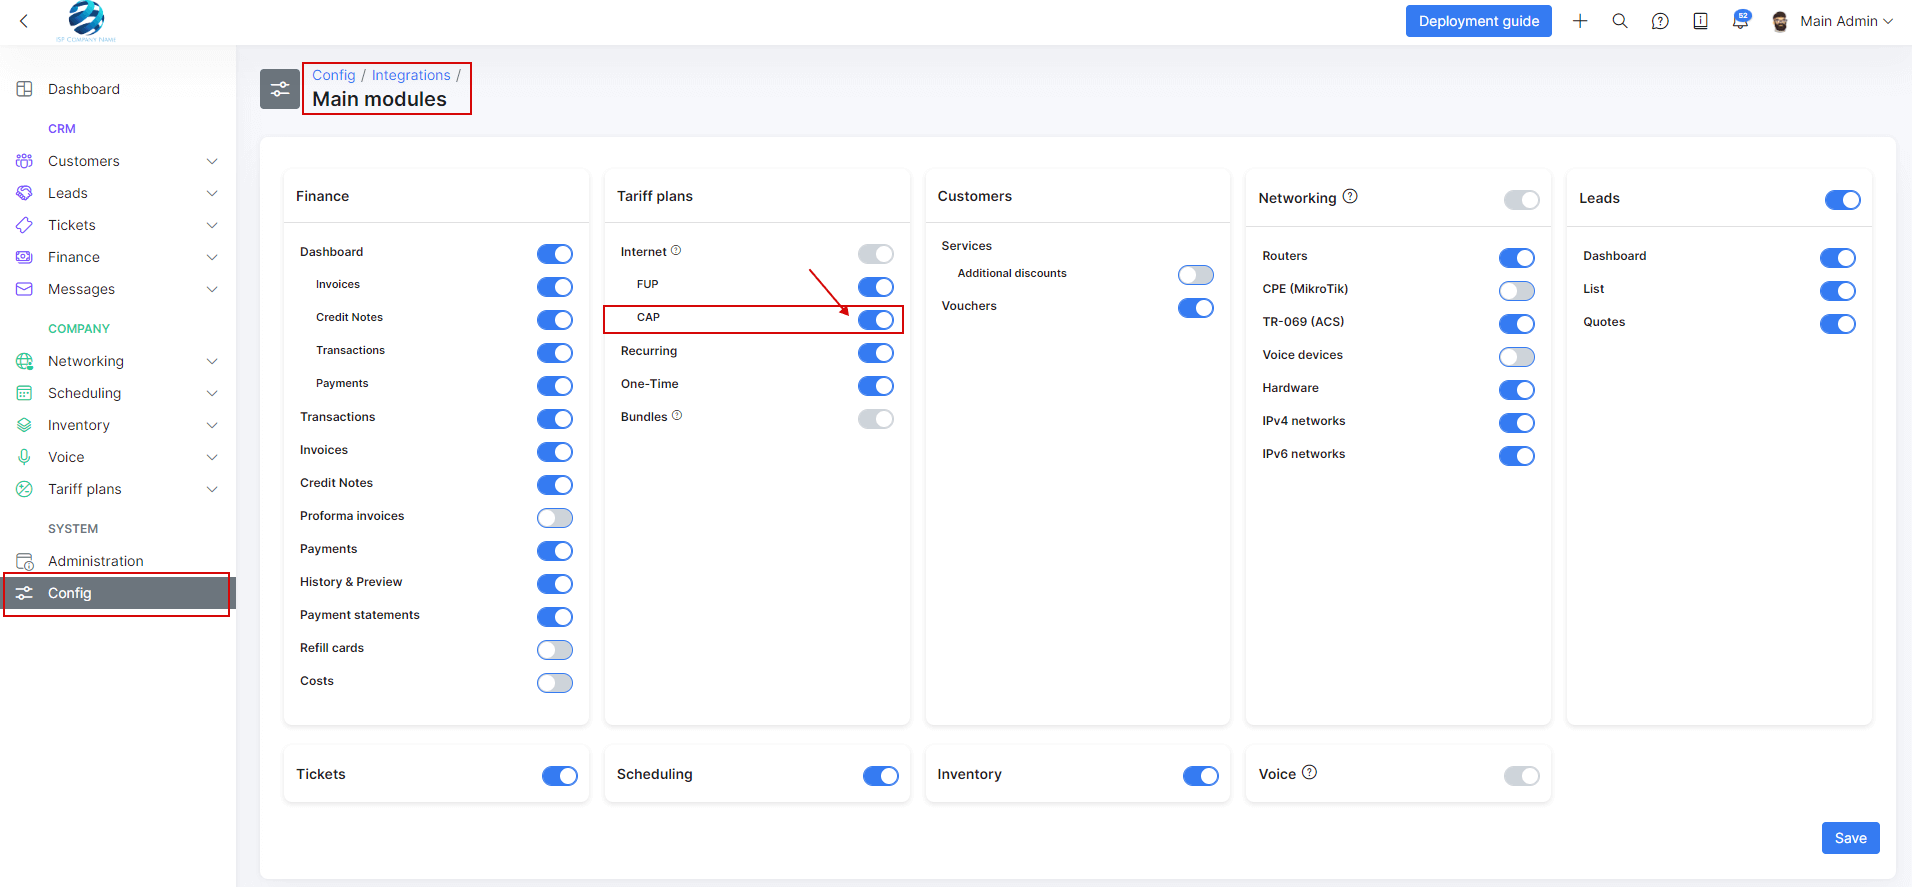 ISP COMPANY NAME
Deployment guide
52
Main Admin
Dashboard
CRM
Customers
Leads
Tickets
Finance
Messages
COMPANY
Networking
Scheduling
Inventory
Voice
Tariff plans
SYSTEM
Administration
Config
Config / Integrations /
Main modules
Finance
Dashboard
Invoices
Credit Notes
Transactions
Payments
Transactions
Invoices
Credit Notes
Proforma invoices
Payments
History & Preview
Payment statements
Refill cards
Costs
Tariff plans
Internet
FUP
CAP
Recurring
One-Time
Bundles
Customers
Services
Additional discounts
Vouchers
Networking
Routers
CPE (MikroTik)
TR-069 (ACS)
Voice devices
Hardware
IPv4 networks
IPv6 networks
Leads
Dashboard
List
Quotes
Tickets
Scheduling
Inventory
Voice
Save